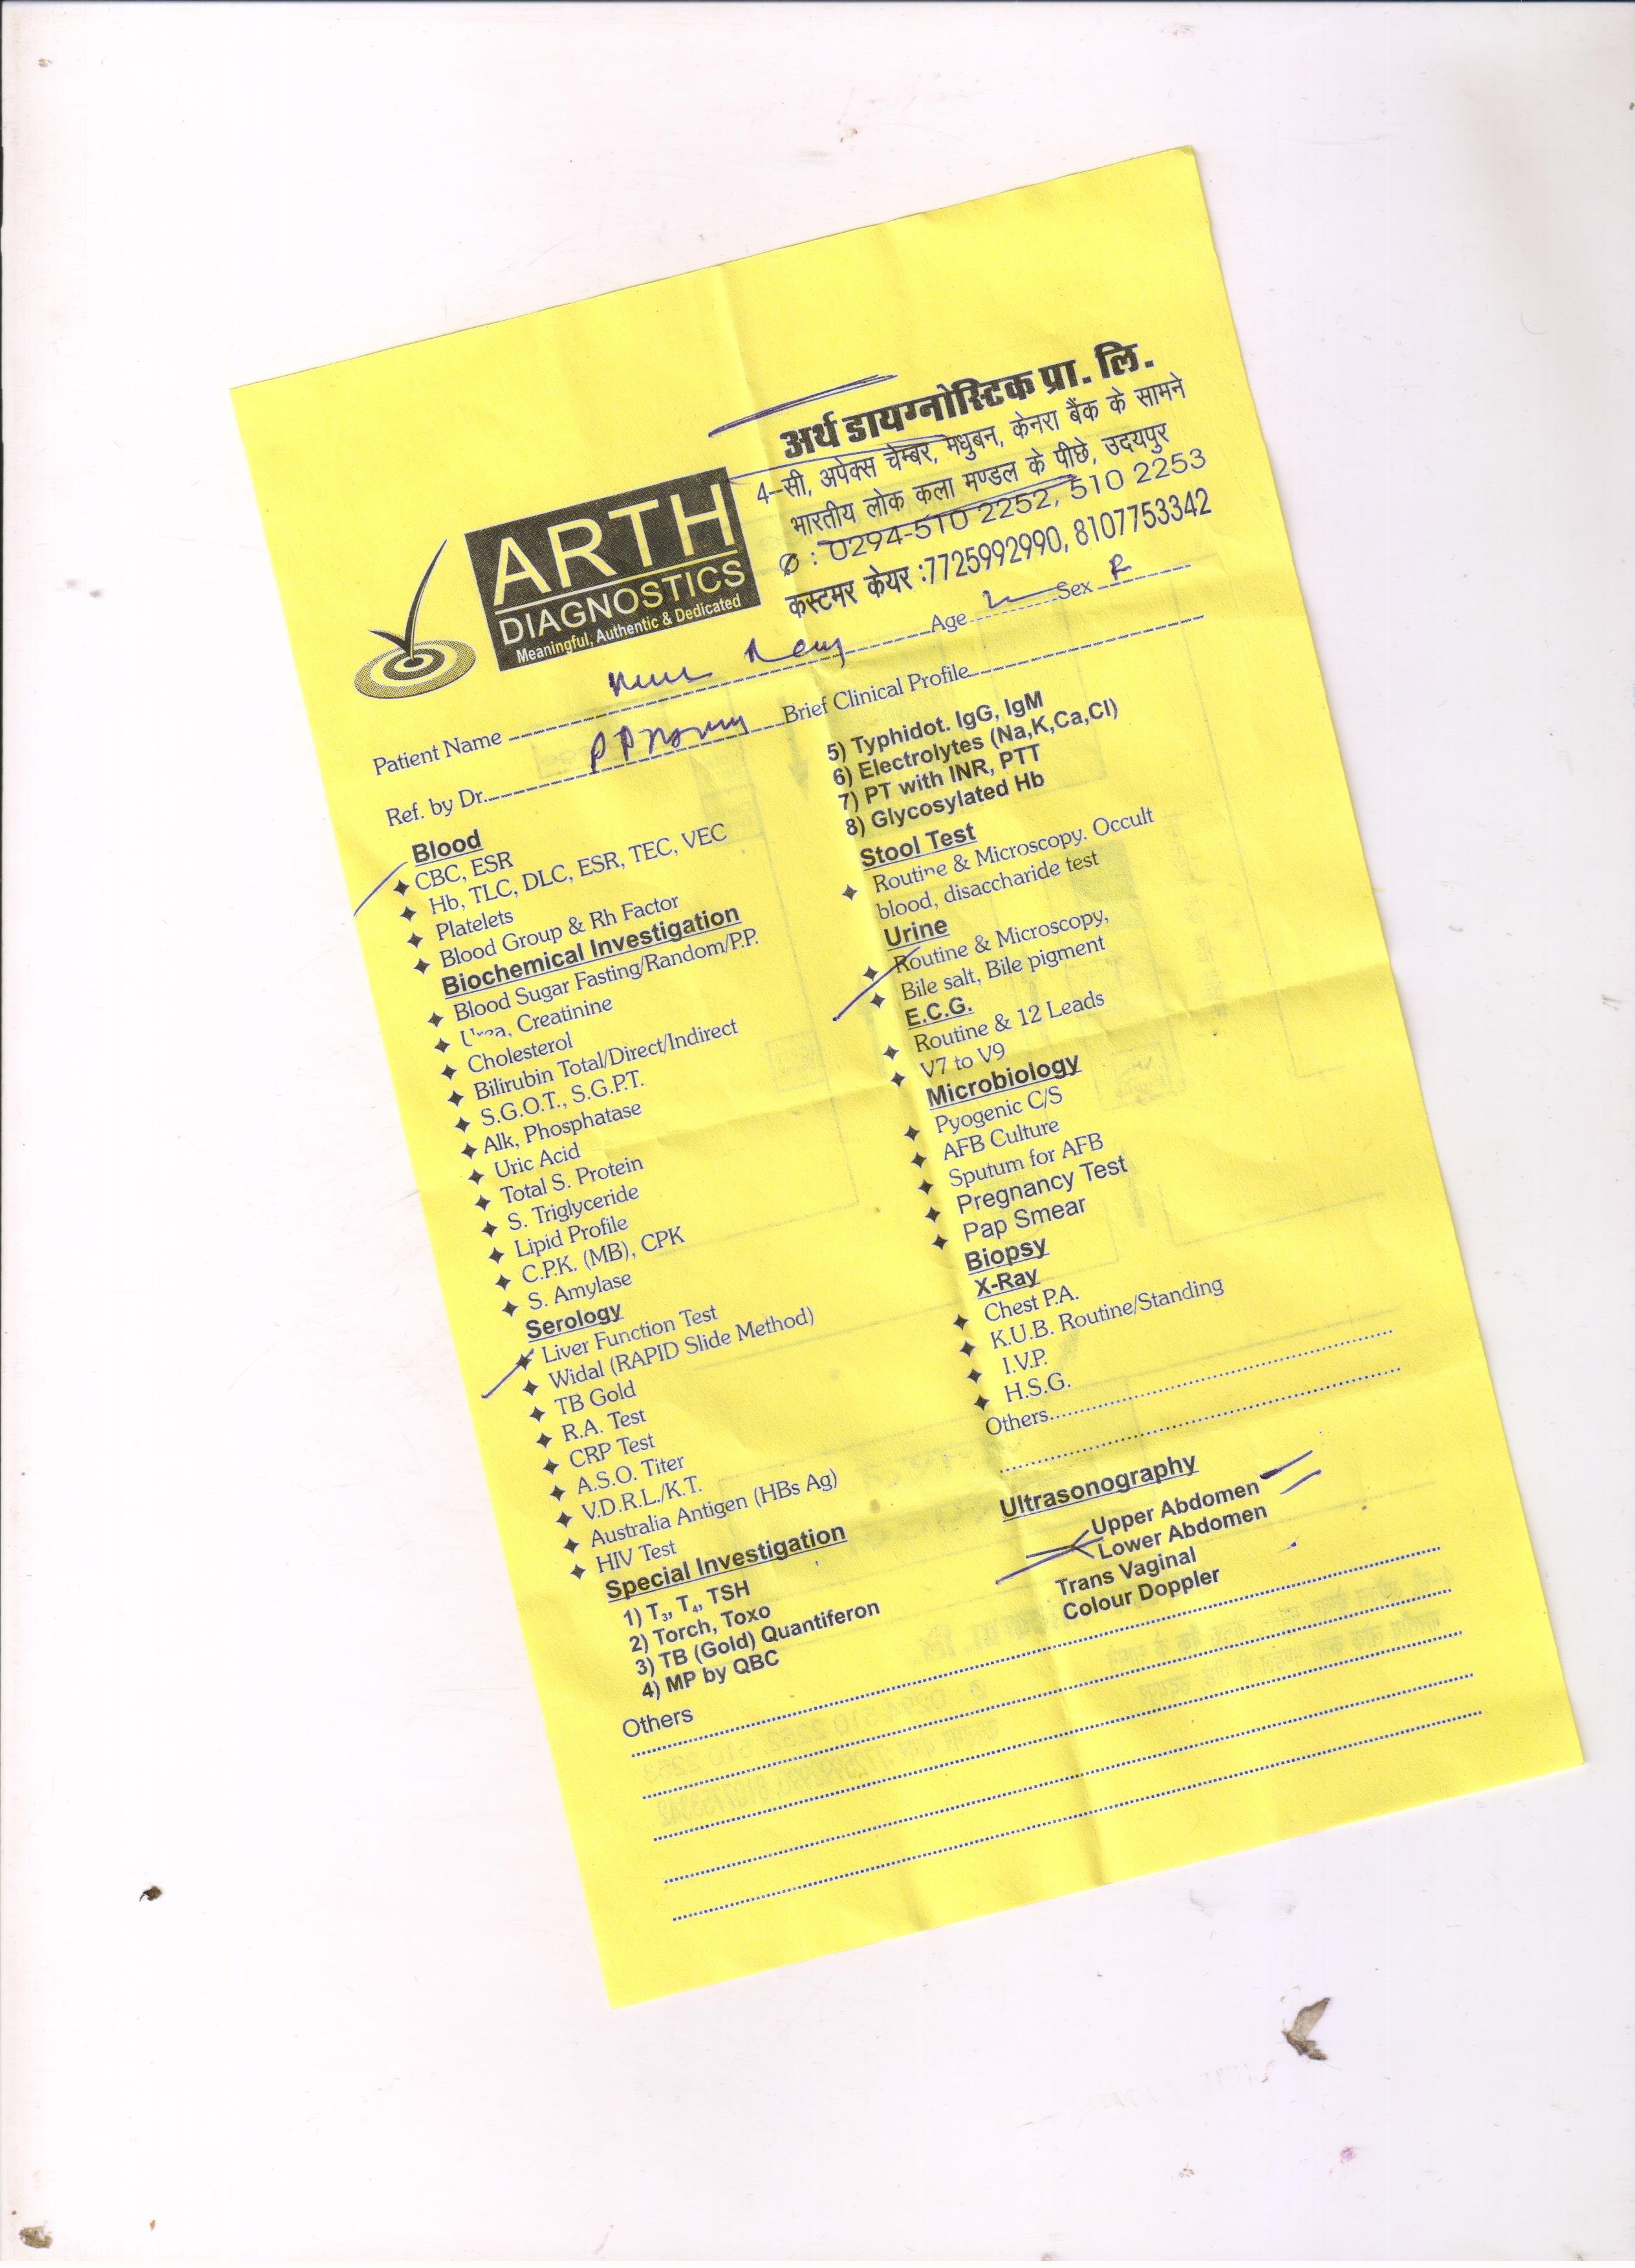 अर्थ डायग्नोस्टिक प्रा. लि.
4-सी, अपेक्स चेम्बर, मधुबन, केनरा बैंक के सामने
भारतीय लोक कला मण्डल के पीछे, उदयपुर
✆ : 0294-510 2252, 510 2253
कस्टमर केयर :7725992990, 8107753342
ARTH
DIAGNOSTICS
Meaningful, Authentic & Dedicated
Patient Name Age Sex
Ref. by Dr. Brief Clinical Profile
Blood
CBC, ESR
Hb, TLC, DLC, ESR, TEC, VEC
Platelets
Blood Group & Rh Factor
Biochemical Investigation
Blood Sugar Fasting/Random/P.P.
Urea, Creatinine
Cholesterol
Bilirubin Total/Direct/Indirect
S.G.O.T., S.G.P.T.
Alk, Phosphatase
Uric Acid
Total S. Protein
S. Triglyceride
Lipid Profile
C.P.K. (MB), CPK
S. Amylase
Serology
Liver Function Test
Widal (RAPID Slide Method)
TB Gold
R.A. Test
CRP Test
A.S.O. Titer
V.D.R.L./K.T.
Australia Antigen (HBs Ag)
HIV Test
Special Investigation
1) T3, T4, TSH
2) Torch, Toxo
3) TB (Gold) Quantiferon
4) MP by QBC
Others
5) Typhidot. IgG, IgM
6) Electrolytes (Na,K,Ca,Cl)
7) PT with INR, PTT
8) Glycosylated Hb
Stool Test
Routine & Microscopy. Occult
blood, disaccharide test
Urine
Routine & Microscopy,
Bile salt, Bile pigment
E.C.G.
Routine & 12 Leads
V7 to V9
Microbiology
Pyogenic C/S
AFB Culture
Sputum for AFB
Pregnancy Test
Pap Smear
Biopsy
X-Ray
Chest P.A.
K.U.B. Routine/Standing
I.V.P.
H.S.G.
Others
Ultrasonography
Upper Abdomen
Lower Abdomen
Trans Vaginal
Colour Doppler